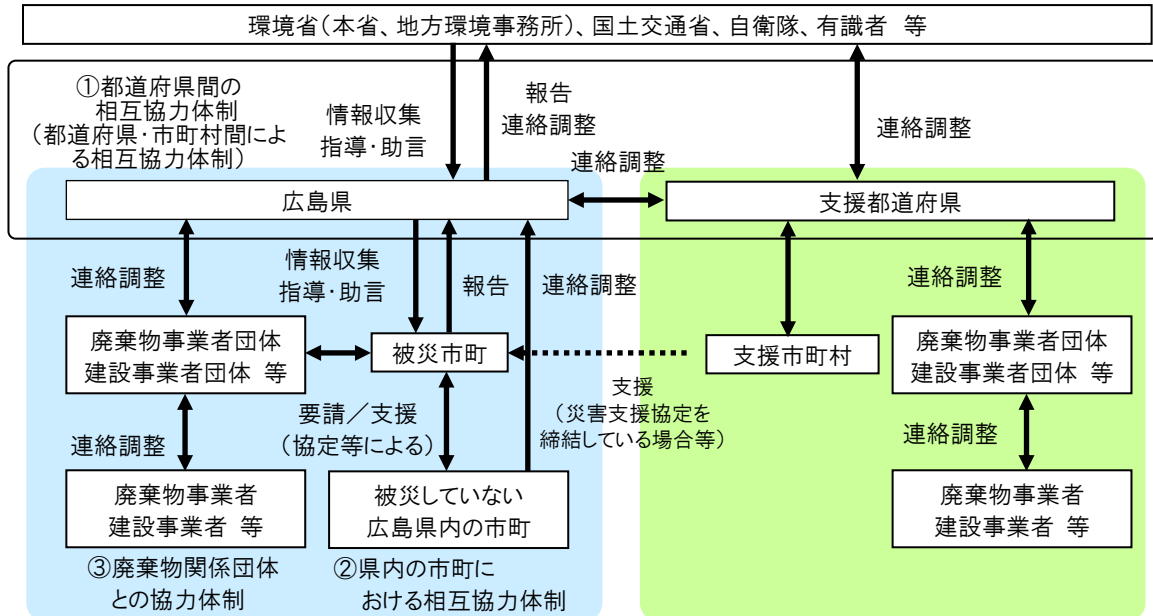 環境省（本省、地方環境事務所）、国土交通省、自衛隊、有識者　等
①都道府県間の
相互協力体制
（都道府県・市町村間によ
る相互協力体制）
情報収集
指導・助言
報告
連絡調整
連絡調整
連絡調整
広島県
支援都道府県
連絡調整
情報収集
指導・助言
報告
連絡調整
廃棄物事業者団体
建設事業者団体　等
被災市町
支援市町村
廃棄物事業者団体
建設事業者団体　等
連絡調整
要請／支援
（協定等による）
支援
（災害支援協定を
締結している場合等）
連絡調整
廃棄物事業者
建設事業者　等
被災していない
広島県内の市町
廃棄物事業者
建設事業者　等
③廃棄物関係団体
との協力体制
②県内の市町に
おける相互協力体制